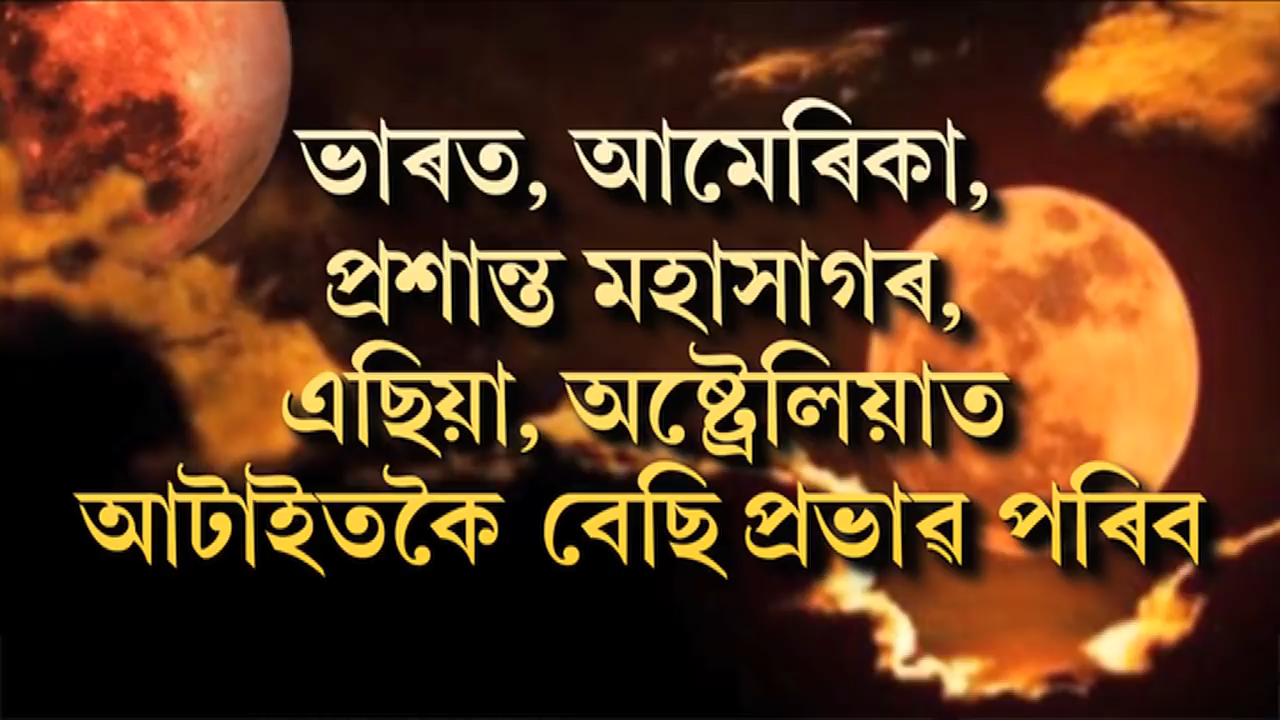 ভাৰত, আমেৰিকা,
প্ৰশান্ত মহাসাগৰ,
এছিয়া, অষ্ট্ৰেলিয়াত
আটাইতকৈ বেছি প্ৰভাৱ পৰিব